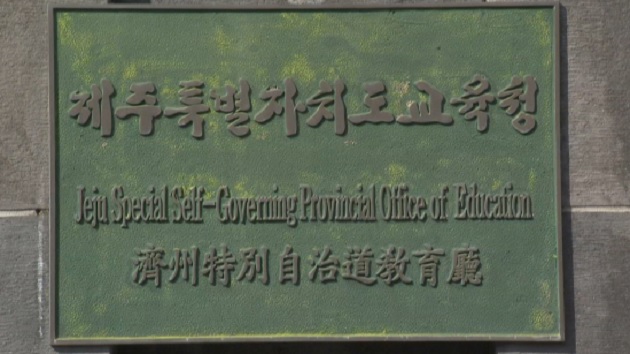 제주특별자치도교육청
Jeju Special Self-Governing Provincial Office of Education
濟州特別自治道敎育廳